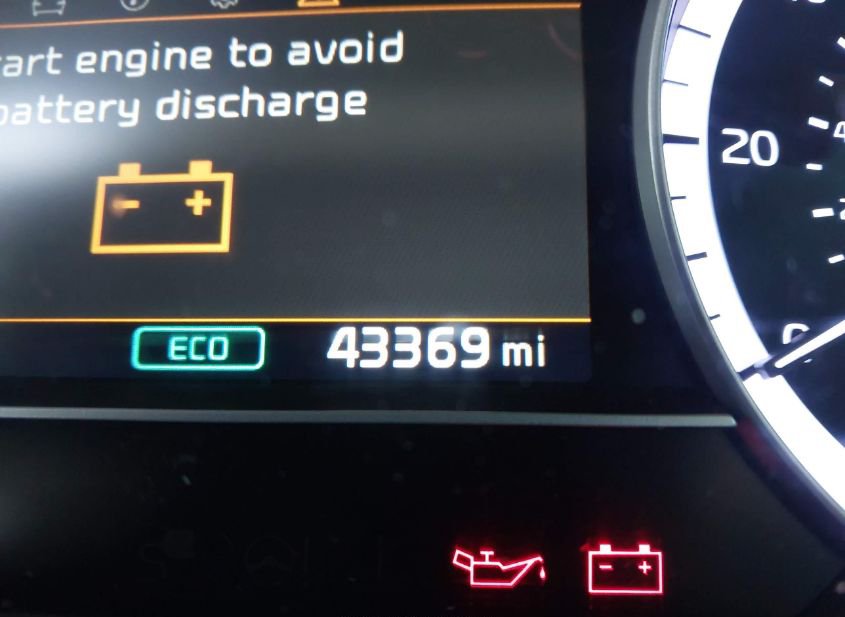 art engine to avoid
battery discharge
20
ECO
43369 mi